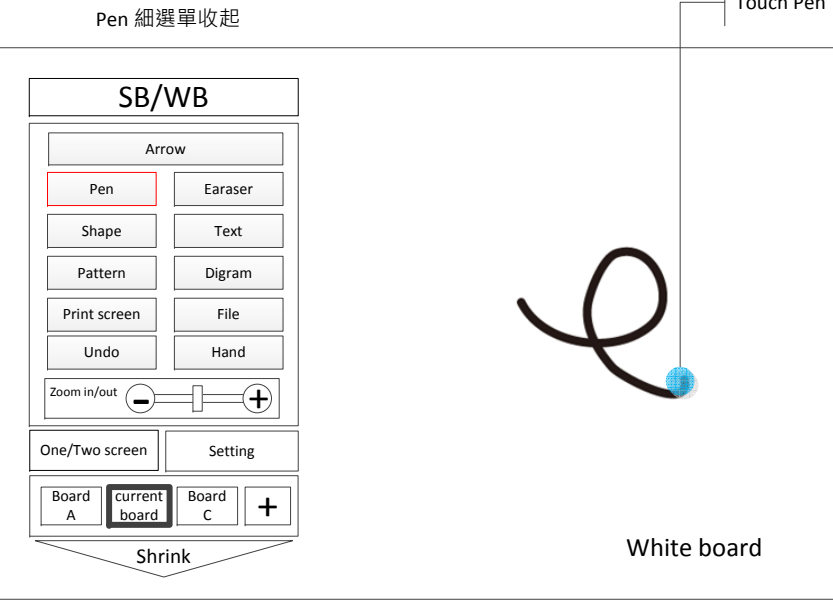 Pen 細選單收起
Touch Pen
SB/WB
Arrow
Pen
Earaser
Shape
Text
Pattern
Digram
Print screen
File
Undo
Hand
Zoom in/out
-
+
One/Two screen
Setting
Board
A
current
board
Board
C
+
Shrink
White board